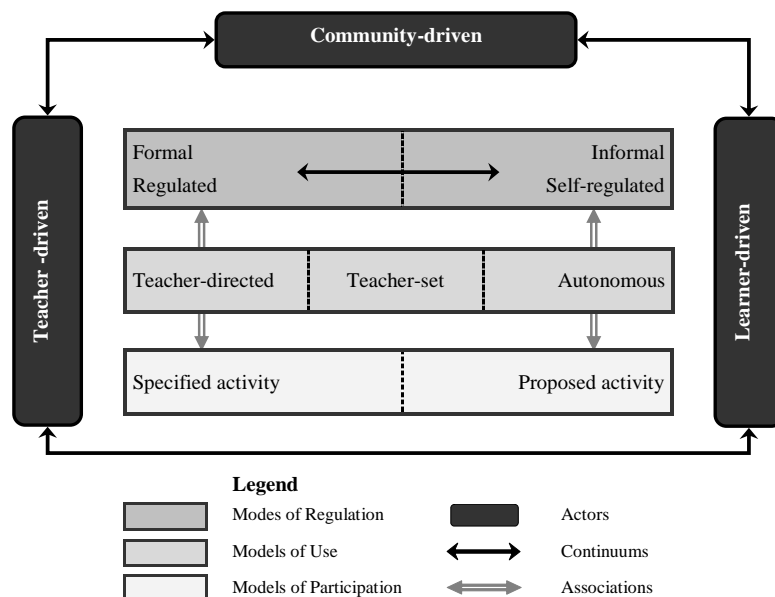 Community-driven
Teacher -driven
Formal
Regulated
Informal
Self-regulated
Teacher-directed
Teacher-set
Autonomous
Specified activity
Proposed activity
Learner-driven
Legend
Modes of Regulation
Actors
Models of Use
Continuums
Models of Participation
Associations